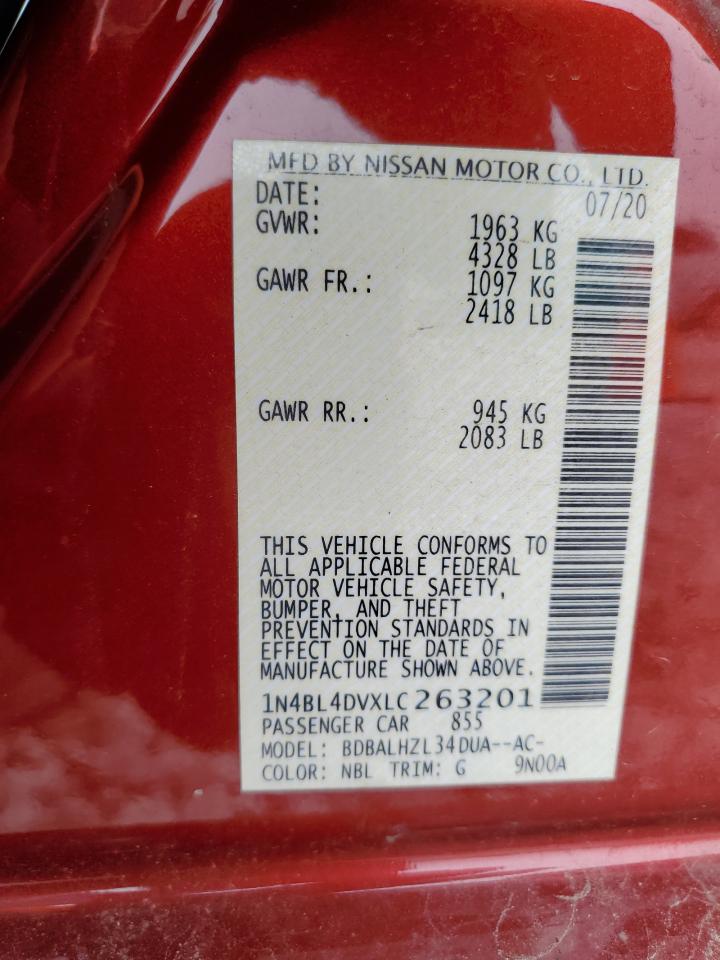 MFD BY NISSAN MOTOR CO., LTD.
DATE: 07/20
GVWR: 1963 KG
4328 LB
GAWR FR.: 1097 KG
2418 LB
GAWR RR.: 945 KG
2083 LB
THIS VEHICLE CONFORMS TO
ALL APPLICABLE FEDERAL
MOTOR VEHICLE SAFETY,
BUMPER, AND THEFT
PREVENTION STANDARDS IN
EFFECT ON THE DATE OF
MANUFACTURE SHOWN ABOVE.
1N4BL4DVXLC263201
PASSENGER CAR 855
MODEL: BDBALHZL34DUA--AC-
COLOR: NBL TRIM: G 9N00A